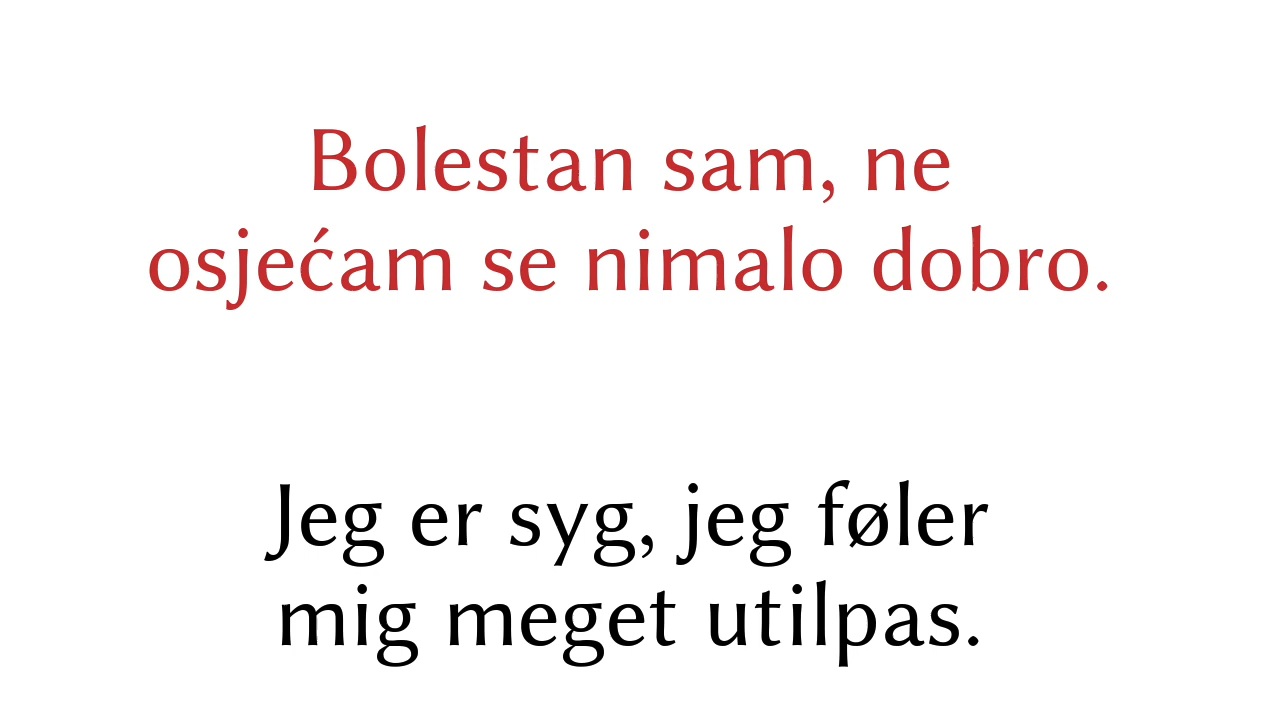 Bolestan sam, ne
osjećam se nimalo dobro.
Jeg er syg, jeg føler
mig meget utilpas.